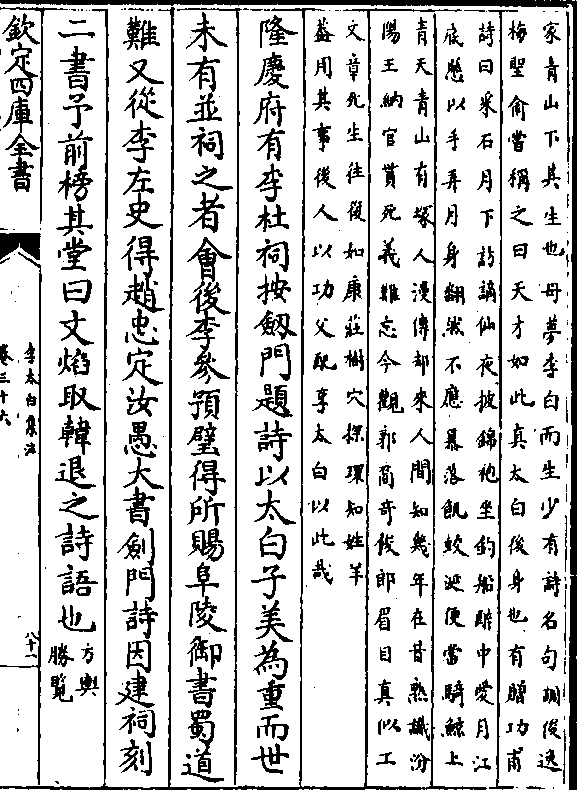 家青山下其生也母夢李白而生少有詩名句調俊逸
梅聖俞嘗稱之曰天才如此真太白後身也有贈功甫
詩曰采石月下訪謫仙夜披錦袍坐釣船醉中愛月江
底懸以手弄月身翻然不應暴落飢蛟涎便當騎鯨上
青天青山有塚人漫傳却來人間知幾年在昔熟識汾
陽王納官貰死義難忘今觀郭裔奇俊郎眉目真似工
文章死生往復如康莊樹穴探環知姓羊
蓋用其事後人以功父配享太白以此哉
隆慶府有李杜祠按劔門題詩以太白子美為重而世
未有並祠之者會後李參預璧得所賜阜陵御書蜀道
難又從李左史得趙忠定汝愚大書劍門詩因建祠刻
二書予前榜其堂曰文焰取韓退之詩語也方輿
勝覽
欽定四庫全書
李太白集注
卷三十六
八十一